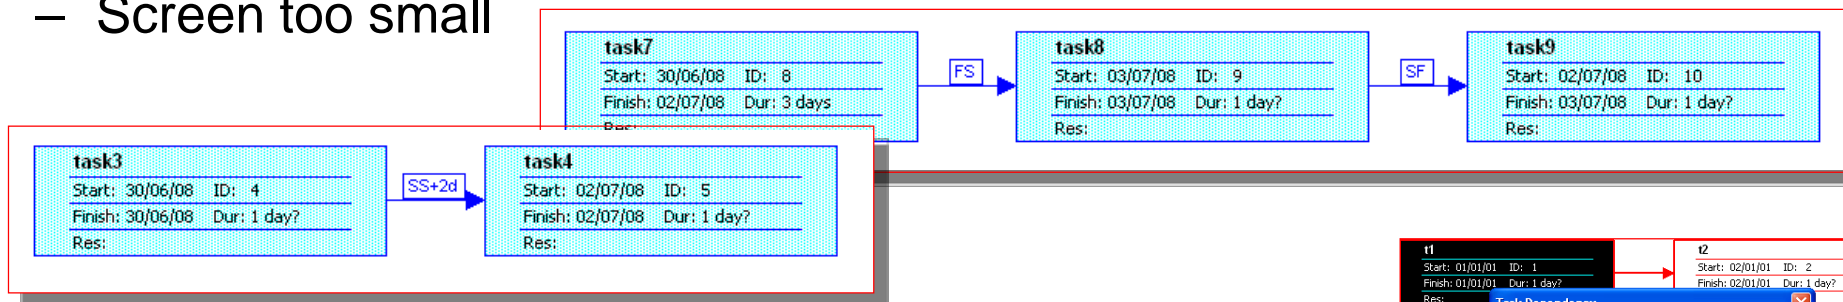 – Screen too small
task7
Start: 30/06/08 ID: 8
Finish: 02/07/08 Dur: 3 days
Res:
FS
task8
Start: 03/07/08 ID: 9
Finish: 03/07/08 Dur: 1 day?
Res:
SF
task9
Start: 02/07/08 ID: 10
Finish: 03/07/08 Dur: 1 day?
Res:
task3
Start: 30/06/08 ID: 4
Finish: 30/06/08 Dur: 1 day?
Res:
SS+2d
task4
Start: 02/07/08 ID: 5
Finish: 02/07/08 Dur: 1 day?
Res:
t1
Start: 01/01/01 ID: 1
Finish: 01/01/01 Dur: 1 day?
Res:
t2
Start: 02/01/01 ID: 2
Finish: 02/01/01 Dur: 1 day?
Task Dependency